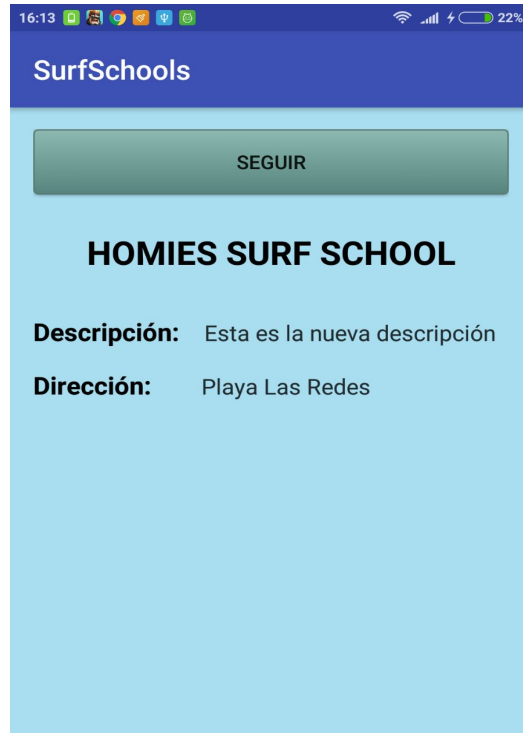 16:13 22%
SurfSchools
SEGUIR
HOMIES SURF SCHOOL
Descripción: Esta es la nueva descripción
Dirección: Playa Las Redes